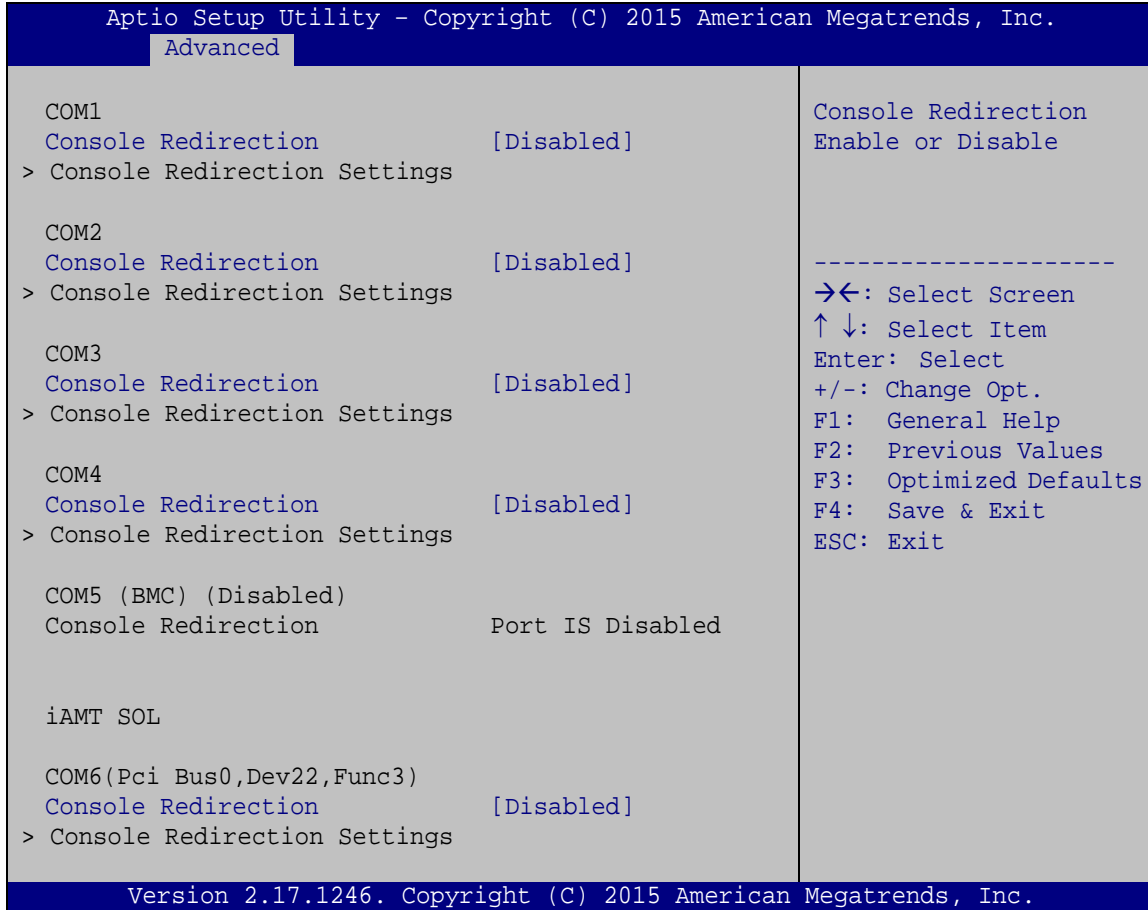 Aptio Setup Utility – Copyright (C) 2015 American Megatrends, Inc.
Advanced
COM1
Console Redirection [Disabled]
> Console Redirection Settings
COM2
Console Redirection [Disabled]
> Console Redirection Settings
COM3
Console Redirection [Disabled]
> Console Redirection Settings
COM4
Console Redirection [Disabled]
> Console Redirection Settings
COM5 (BMC) (Disabled)
Console Redirection Port IS Disabled
iAMT SOL
COM6(Pci Bus0,Dev22,Func3)
Console Redirection [Disabled]
> Console Redirection Settings
Console Redirection
Enable or Disable
---------------------
→←: Select Screen
↑ ↓: Select Item
Enter: Select
+/-: Change Opt.
F1: General Help
F2: Previous Values
F3: Optimized Defaults
F4: Save & Exit
ESC: Exit
Version 2.17.1246. Copyright (C) 2015 American Megatrends, Inc.